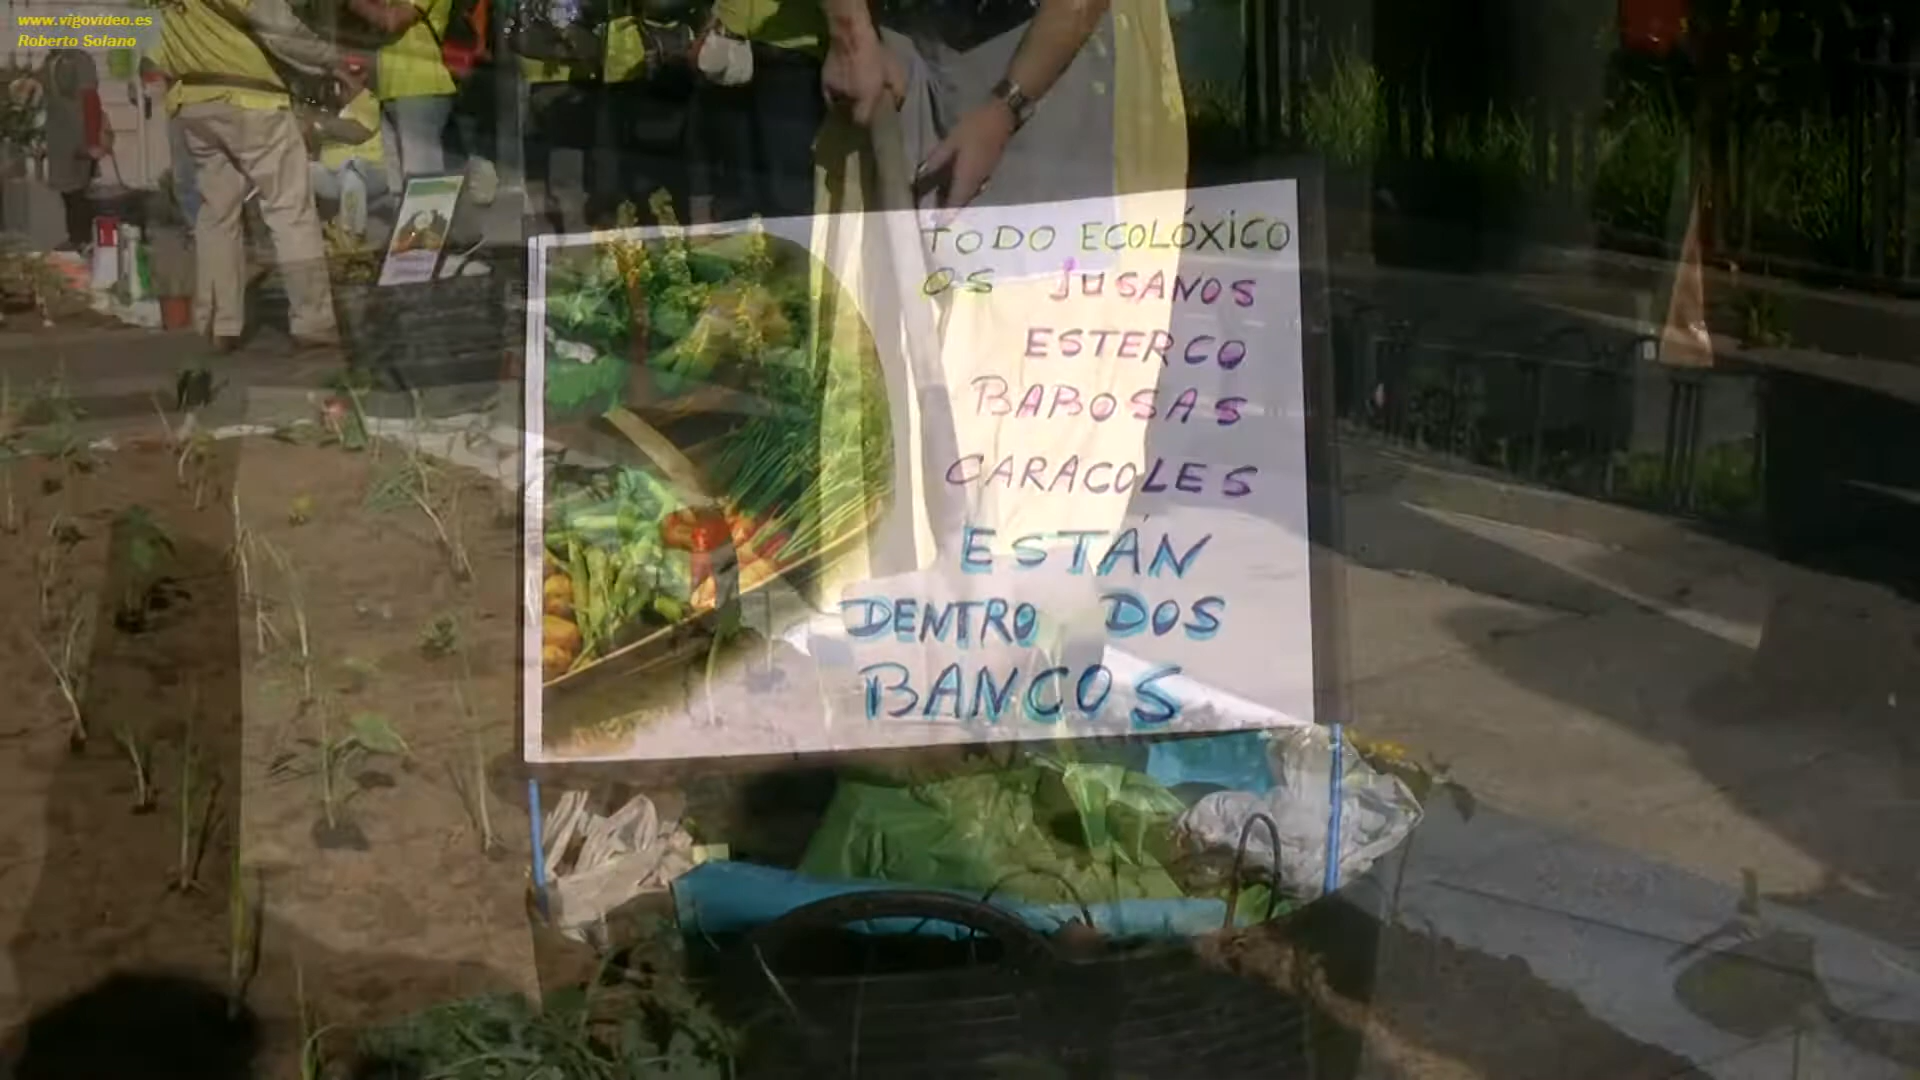 www.vigovideo.es
Roberto Solano
TODO ECOLÓXICO
OS JUSANOS
ESTERCO
BABOSAS
CARACOLES
ESTÁN
DENTRO DOS
BANCOS